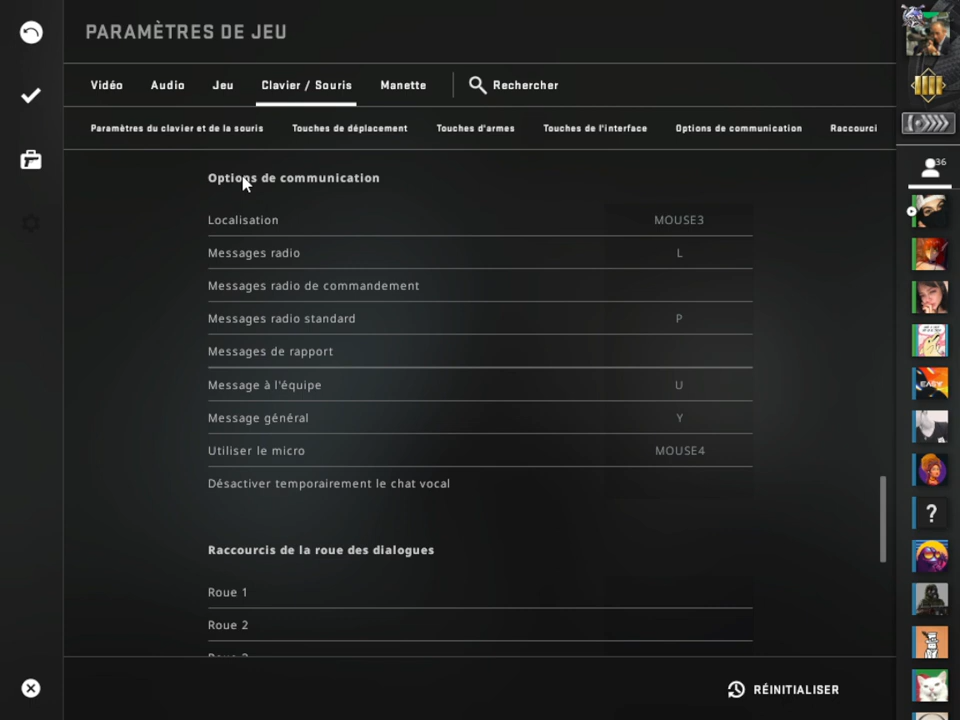 PARAMÈTRES DE JEU
Vidéo Audio Jeu Clavier / Souris Manette Rechercher
Paramètres du clavier et de la souris Touches de déplacement Touches d'armes Touches de l'interface Options de communication Raccourci
36
Options de communication
Localisation MOUSE3
Messages radio L
Messages radio de commandement
Messages radio standard P
Messages de rapport
Message à l'équipe U
Message général Y
Utiliser le micro MOUSE4
Désactiver temporairement le chat vocal
EASY
?
Raccourcis de la roue des dialogues
Roue 1
Roue 2
RÉINITIALISER